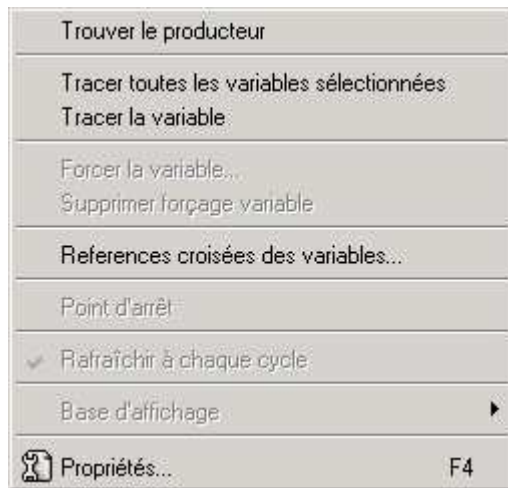 Trouver le producteur
Tracer toutes les variables sélectionnées
Tracer la variable
Forcer la variable...
Supprimer forçage variable
References croisées des variables...
Point d'arrêt
Rafraîchir à chaque cycle
Base d'affichage
Propriétés... F4